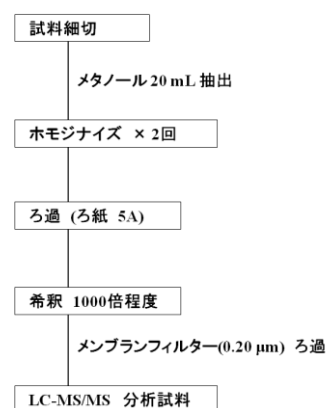 試料細切
メタノール 20 mL 抽出
ホモジナイズ × 2回
ろ過 (ろ紙 5A)
希釈 1000倍程度
メンブランフィルター(0.20 μm) ろ過
LC-MS/MS 分析試料